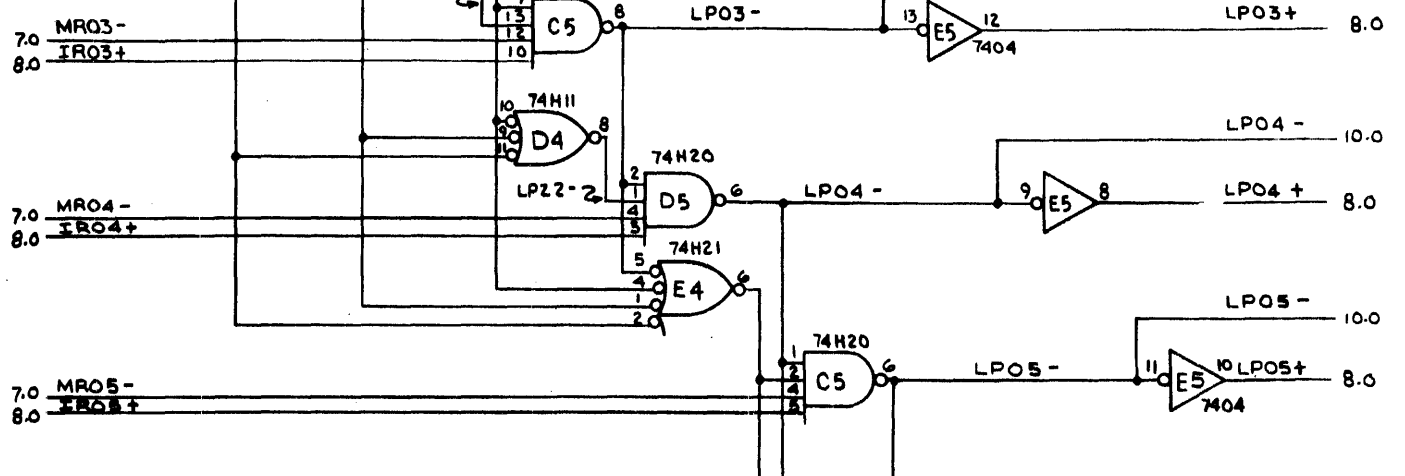 13 C5 8 LP03- 13 E5 12 LP03+ 8.0
7.0 MR03- 12 7404
8.0 IR03+ 10
74H11
10 D4 8
9
11
LP04- 10.0
74H20
LP22- 2 D5 6 LP04- 9 E5 8 LP04+ 8.0
1
7.0 MR04- 4
8.0 IR04+ 5
74H21
5 E4 6
4
1
2
LP05- 10.0
74H20
1 C5 6 LP05- 11 E5 10 LP05+ 8.0
2 7404
7.0 MR05- 4
8.0 IR05+ 5